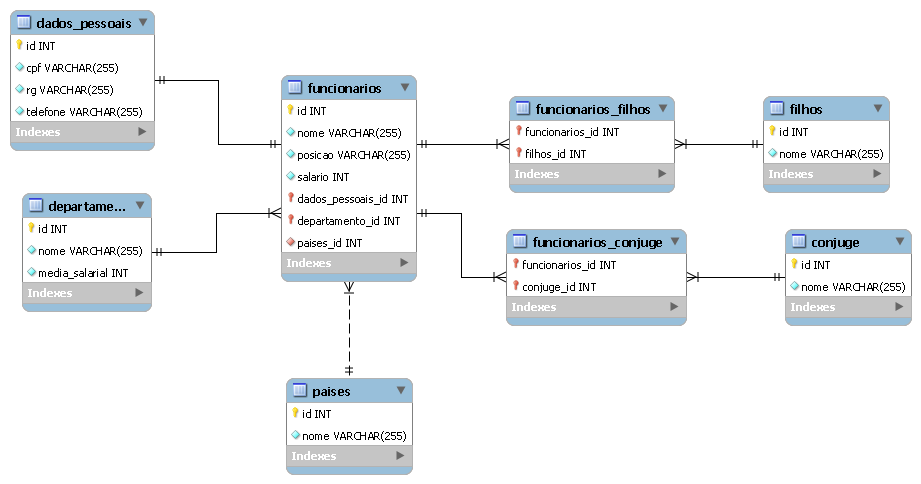 dados_pessoais
id INT
cpf VARCHAR(255)
rg VARCHAR(255)
telefone VARCHAR(255)
Indexes
departame...
id INT
nome VARCHAR(255)
media_salarial INT
Indexes
funcionarios
id INT
nome VARCHAR(255)
posicao VARCHAR(255)
salario INT
dados_pessoais_id INT
departamento_id INT
paises_id INT
Indexes
paises
id INT
nome VARCHAR(255)
Indexes
funcionarios_filhos
funcionarios_id INT
filhos_id INT
Indexes
filhos
id INT
nome VARCHAR(255)
Indexes
funcionarios_conjuge
funcionarios_id INT
conjuge_id INT
Indexes
conjuge
id INT
nome VARCHAR(255)
Indexes